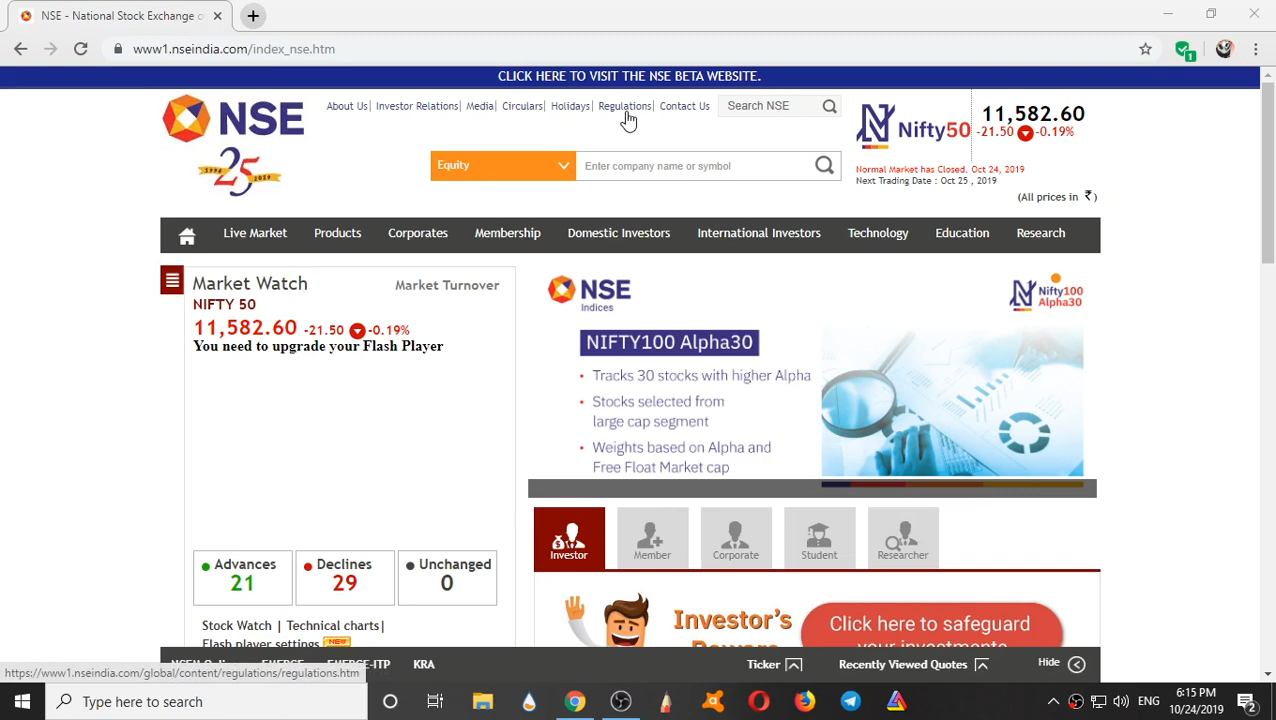 NSE - National Stock Exchange
www1.nseindia.com/index_nse.htm
1
CLICK HERE TO VISIT THE NSE BETA WEBSITE.
NSE
1994 25 2019
About Us| Investor Relations| Media| Circulars| Holidays| Regulations| Contact Us
Search NSE
Equity
Enter company name or symbol
Nifty50
11,582.60
-21.50 -0.19%
Normal Market has Closed. Oct 24, 2019
Next Trading Date : Oct 25 , 2019
(All prices in ₹)
Live Market Products Corporates Membership Domestic Investors International Investors Technology Education Research
Market Watch
Market Turnover
NIFTY 50
11,582.60 -21.50 -0.19%
You need to upgrade your Flash Player
Advances
21
Declines
29
Unchanged
0
Stock Watch | Technical charts|
Flash player settings NEW
NSE
Indices
Nifty100
Alpha30
NIFTY100 Alpha30
• Tracks 30 stocks with higher Alpha
• Stocks selected from
large cap segment
• Weights based on Alpha and
Free Float Market cap
Investor
Member
Corporate
Student
Researcher
Investor's
Click here to safeguard
your investments
EMERGE EMERGE-ITP KRA
Ticker
Recently Viewed Quotes
Hide
https://www1.nseindia.com/global/content/regulations/regulations.htm
Type here to search
ENG
6:15 PM
10/24/2019
2